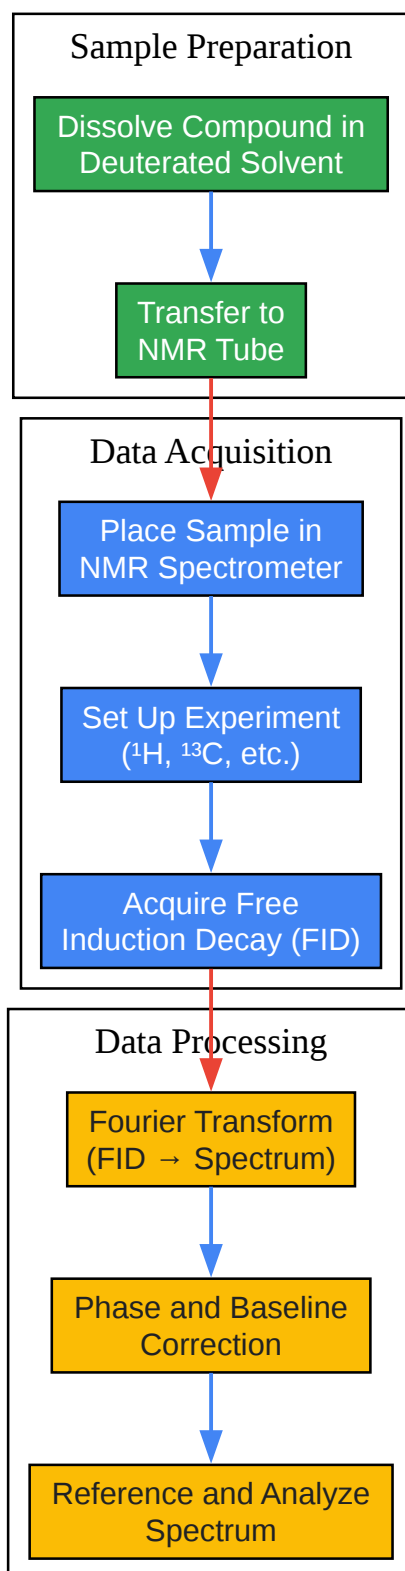 Sample Preparation
Dissolve Compound in
Deuterated Solvent
Transfer to
NMR Tube
Data Acquisition
Place Sample in
NMR Spectrometer
Set Up Experiment
(¹H, ¹³C, etc.)
Acquire Free
Induction Decay (FID)
Data Processing
Fourier Transform
(FID → Spectrum)
Phase and Baseline
Correction
Reference and Analyze
Spectrum